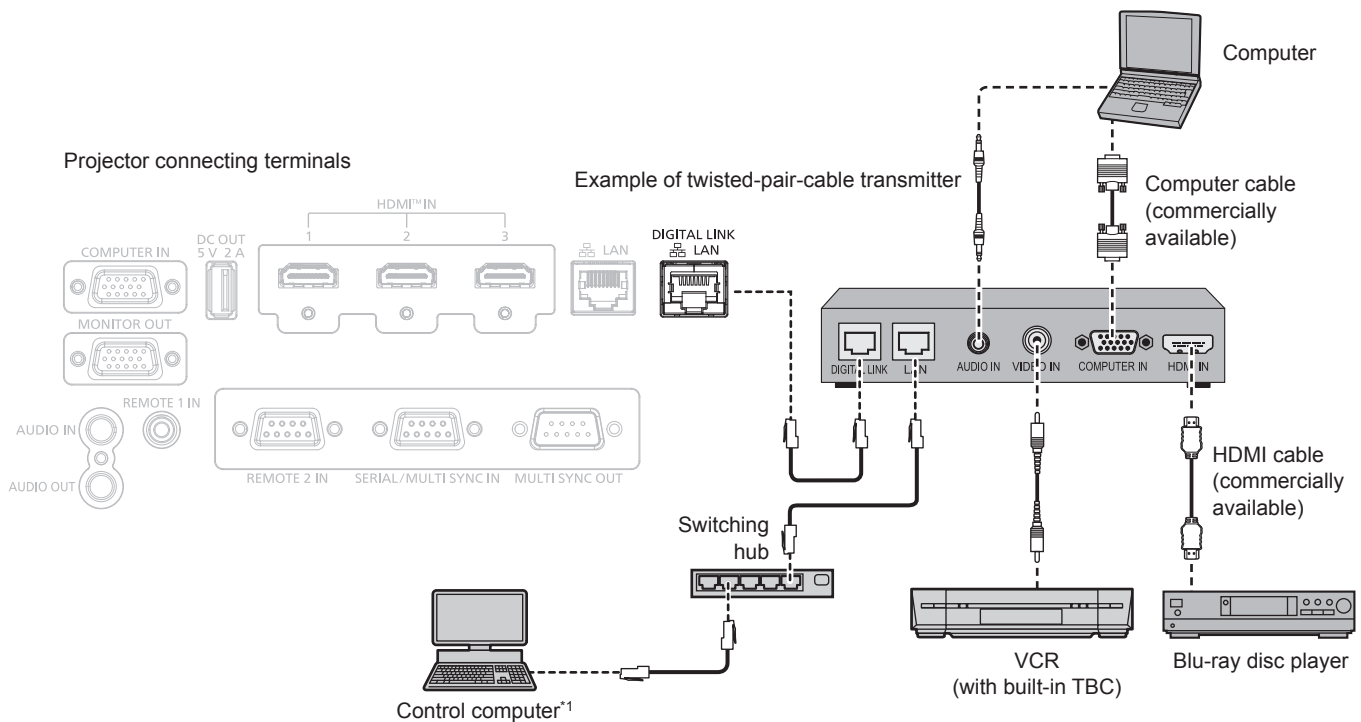 Computer
Projector connecting terminals
Example of twisted-pair-cable transmitter
Computer cable
(commercially
available)
HDMI™ IN
1 2 3
DC OUT
5 V 2 A
COMPUTER IN
LAN
DIGITAL LINK
LAN
MONITOR OUT
DIGITAL LINK
LAN
AUDIO IN
VIDEO IN
COMPUTER IN
HDMI IN
REMOTE 1 IN
AUDIO IN
AUDIO OUT
REMOTE 2 IN
SERIAL/MULTI SYNC IN
MULTI SYNC OUT
HDMI cable
(commercially
available)
Switching
hub
VCR
(with built-in TBC)
Blu-ray disc player
Control computer*1